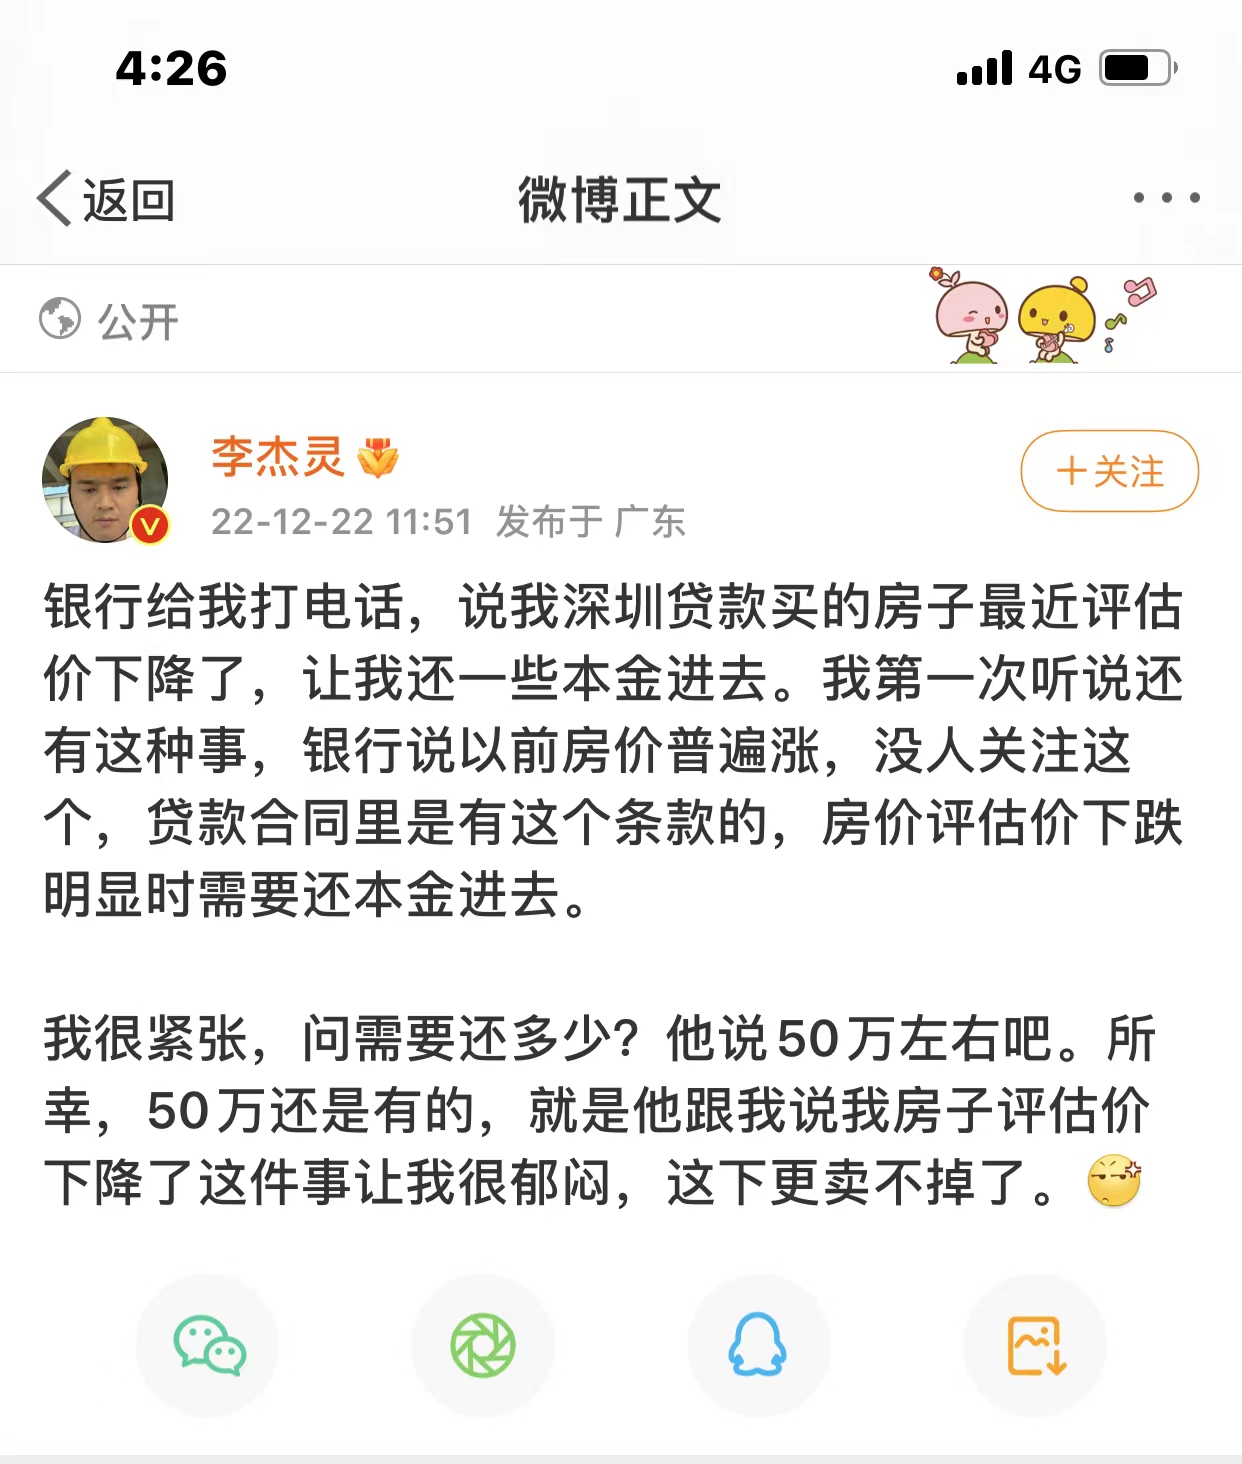 4:26 4G
返回 微博正文
公开
李杰灵
+关注
22-12-22 11:51 发布于 广东
银行给我打电话，说我深圳贷款买的房子最近评估
价下降了，让我还一些本金进去。我第一次听说还
有这种事，银行说以前房价普遍涨，没人关注这
个，贷款合同里是有这个条款的，房价评估价下跌
明显时需要还本金进去。
我很紧张，问需要还多少？他说50万左右吧。所
幸，50万还是有的，就是他跟我说我房子评估价
下降了这件事让我很郁闷，这下更卖不掉了。